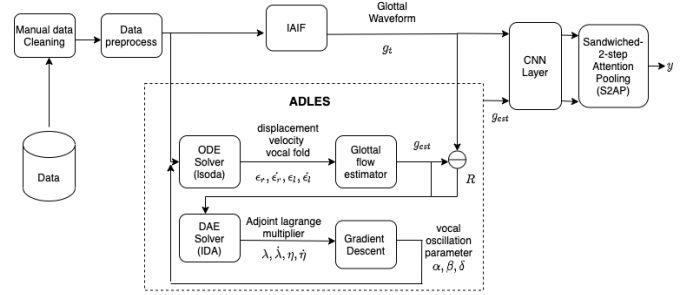 Manual data
Cleaning
Data
preprocess
IAIF
Glottal
Waveform
g_t
CNN
Layer
Sandwiched-
2-step
Attention
Pooling
(S2AP)
y
Data
ADLES
ODE
Solver
(lsoda)
displacement
velocity
vocal fold
ϵ_r, ϵ̇_r, ϵ_l, ϵ̇_l
Glottal
flow
estimator
g_est
g_est
R
DAE
Solver
(IDA)
Adjoint lagrange
multiplier
λ, λ̇, η, η̇
Gradient
Descent
vocal
oscillation
parameter
α, β, δ